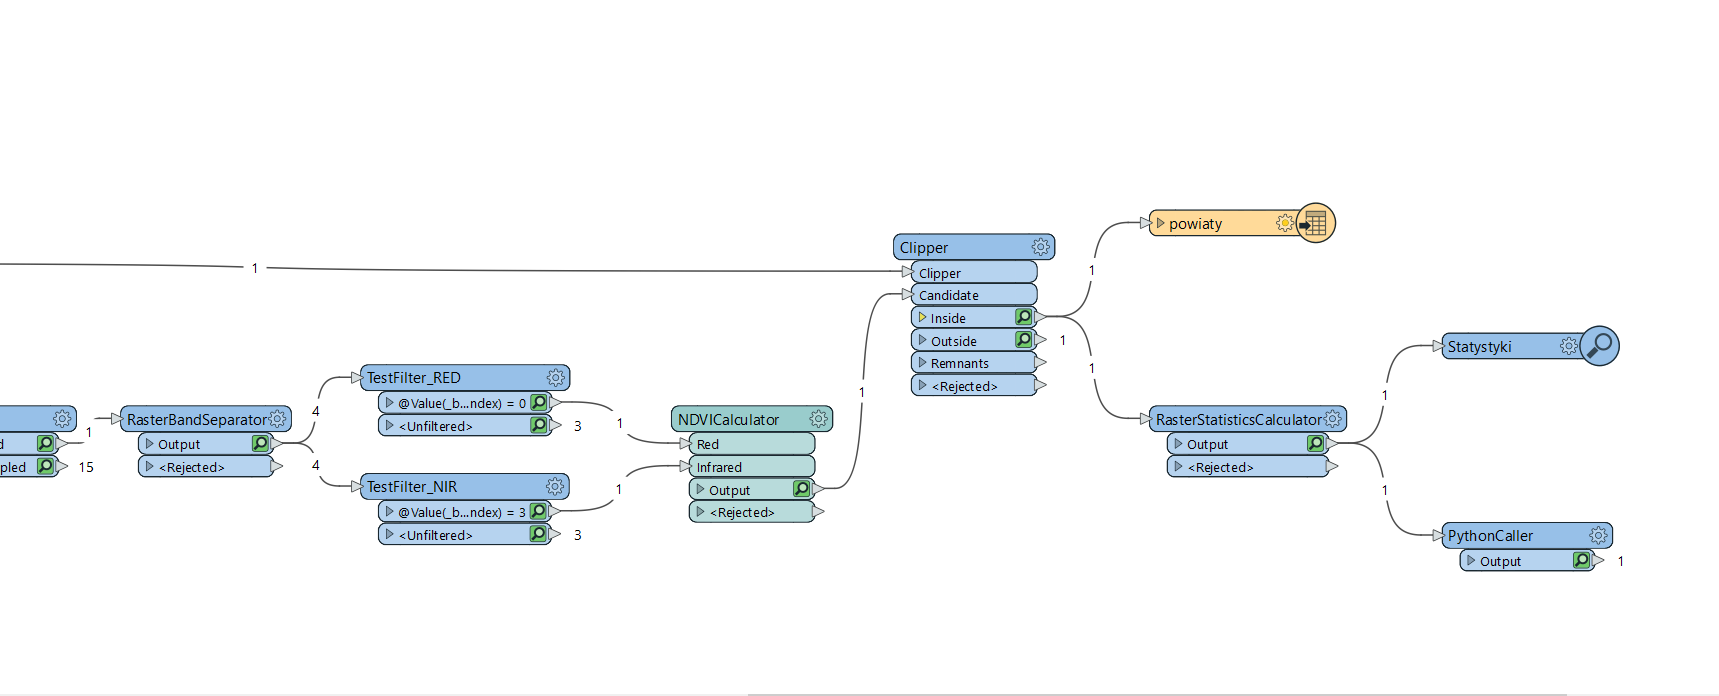 1
d
1
pled
15
RasterBandSeparator
Output
<Rejected>
4
4
TestFilter_RED
@Value(_b...ndex) = 0
<Unfiltered>
3
TestFilter_NIR
@Value(_b...ndex) = 3
<Unfiltered>
3
1
1
NDVICalculator
Red
Infrared
Output
<Rejected>
1
Clipper
Clipper
Candidate
Inside
Outside
1
Remnants
<Rejected>
1
1
powiaty
RasterStatisticsCalculator
Output
<Rejected>
1
1
Statystyki
PythonCaller
Output
1